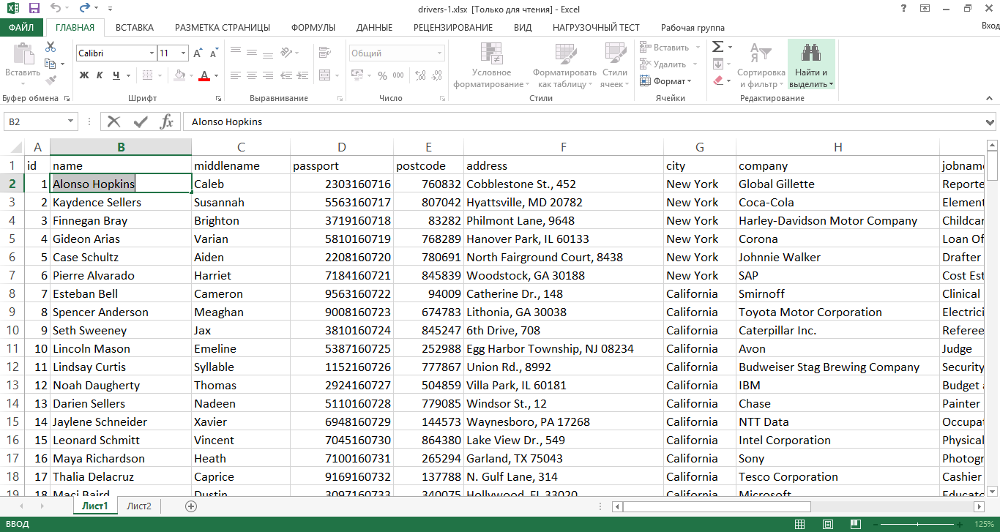 drivers-1.xlsx [Только для чтения] - Excel
ФАЙЛ ГЛАВНАЯ ВСТАВКА РАЗМЕТКА СТРАНИЦЫ ФОРМУЛЫ ДАННЫЕ РЕЦЕНЗИРОВАНИЕ ВИД НАГРУЗОЧНЫЙ ТЕСТ Рабочая группа Вход
Calibri 11 Общий Вставить
Вставить Условное форматирование Форматировать как таблицу Стили ячеек Удалить Сортировка и фильтр Найти и выделить
Ж К Ч А % 000 Формат
Буфер обмена Шрифт Выравнивание Число Стили Ячейки Редактирование
B2 fx Alonso Hopkins
A B C D E F G H
1 id name middlename passport postcode address city company jobname
2 1 Alonso Hopkins Caleb 2303160716 760832 Cobblestone St., 452 New York Global Gillette Reporte
3 2 Kaydence Sellers Susannah 5563160717 807042 Hyattsville, MD 20782 New York Coca-Cola Element
4 3 Finnegan Bray Brighton 3719160718 83282 Philmont Lane, 9648 New York Harley-Davidson Motor Company Childcar
5 4 Gideon Arias Varian 5810160719 768289 Hanover Park, IL 60133 New York Corona Loan Of
6 5 Case Schultz Aiden 2208160720 780691 North Fairground Court, 8438 New York Johnnie Walker Drafter
7 6 Pierre Alvarado Harriet 7184160721 845839 Woodstock, GA 30188 New York SAP Cost Est
8 7 Esteban Bell Cameron 9563160722 94009 Catherine Dr., 148 California Smirnoff Clinical
9 8 Spencer Anderson Meaghan 9008160723 674783 Lithonia, GA 30038 California Toyota Motor Corporation Electrici
10 9 Seth Sweeney Jax 3810160724 845247 6th Drive, 708 California Caterpillar Inc. Referee
11 10 Lincoln Mason Emeline 5387160725 252988 Egg Harbor Township, NJ 08234 California Avon Judge
12 11 Lindsay Curtis Syllable 1152160726 777867 Union Rd., 8992 California Budweiser Stag Brewing Company Security
13 12 Noah Daugherty Thomas 2924160727 504859 Villa Park, IL 60181 California IBM Budget
14 13 Darien Sellers Nadeen 5110160728 779085 Windsor St., 12 California Chase Painter
15 14 Jaylene Schneider Xavier 6948160729 144573 Waynesboro, PA 17268 California NTT Data Occupat
16 15 Leonard Schmitt Vincent 7045160730 864380 Lake View Dr., 549 California Intel Corporation Physical
17 16 Maya Richardson Heath 7100160731 265294 Garland, TX 75043 California Sony Photogr
18 17 Thalia Delacruz Caprice 9169160732 137788 N. Gulf Lane, 314 California Tesco Corporation Cashier
19 18 Maci Baird Dustin 3097160733 340075 Hollywood, FL 33020 California Microsoft Educato
Лист1 Лист2
ВВОД 125%